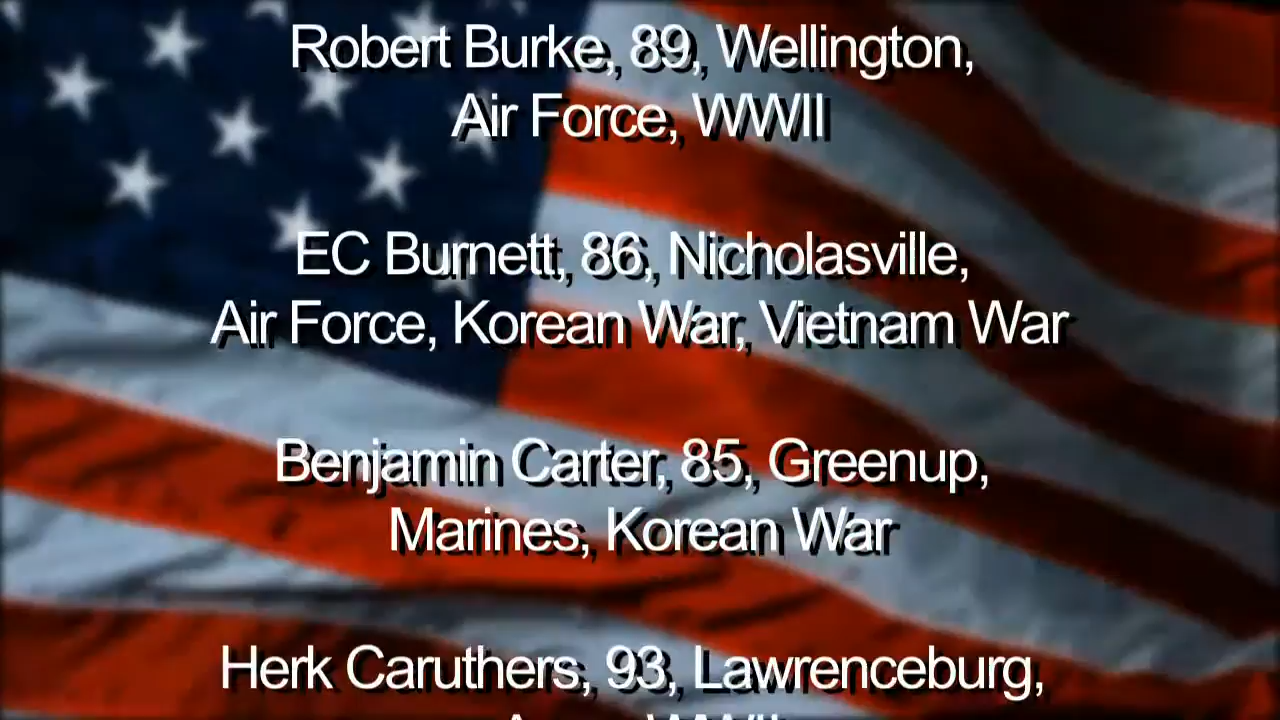 Robert Burke, 89, Wellington,
Air Force, WWII
EC Burnett, 86, Nicholasville,
Air Force, Korean War, Vietnam War
Benjamin Carter, 85, Greenup,
Marines, Korean War
Herk Caruthers, 93, Lawrenceburg,